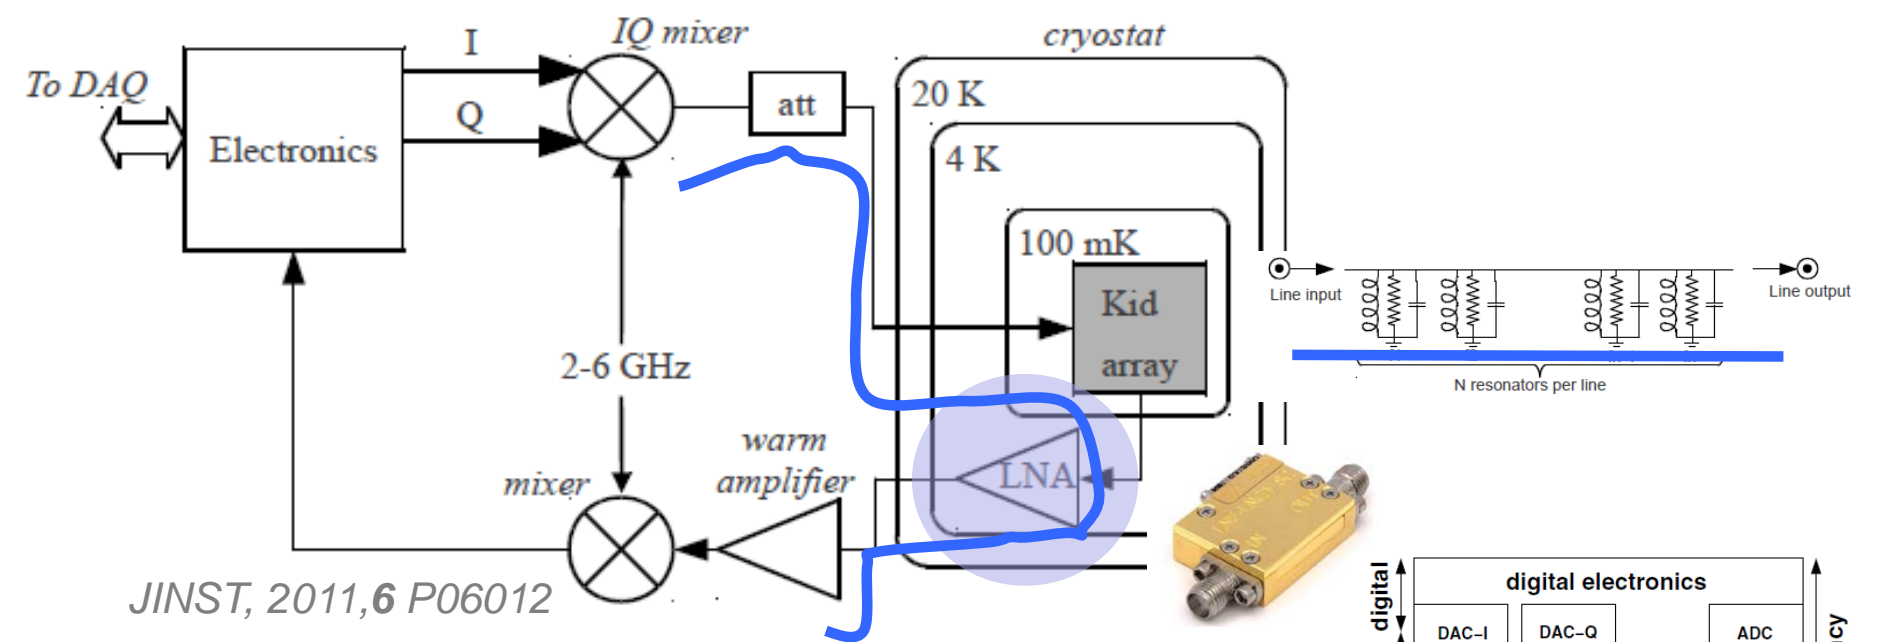 IQ mixer
cryostat
I
To DAQ
Q
att
20 K
Electronics
4 K
100 mK
Line input
Line output
Kid
array
2-6 GHz
N resonators per line
warm
amplifier
mixer
LNA
JINST, 2011,6 P06012
digital
digital electronics
DAC–I
DAC–Q
ADC